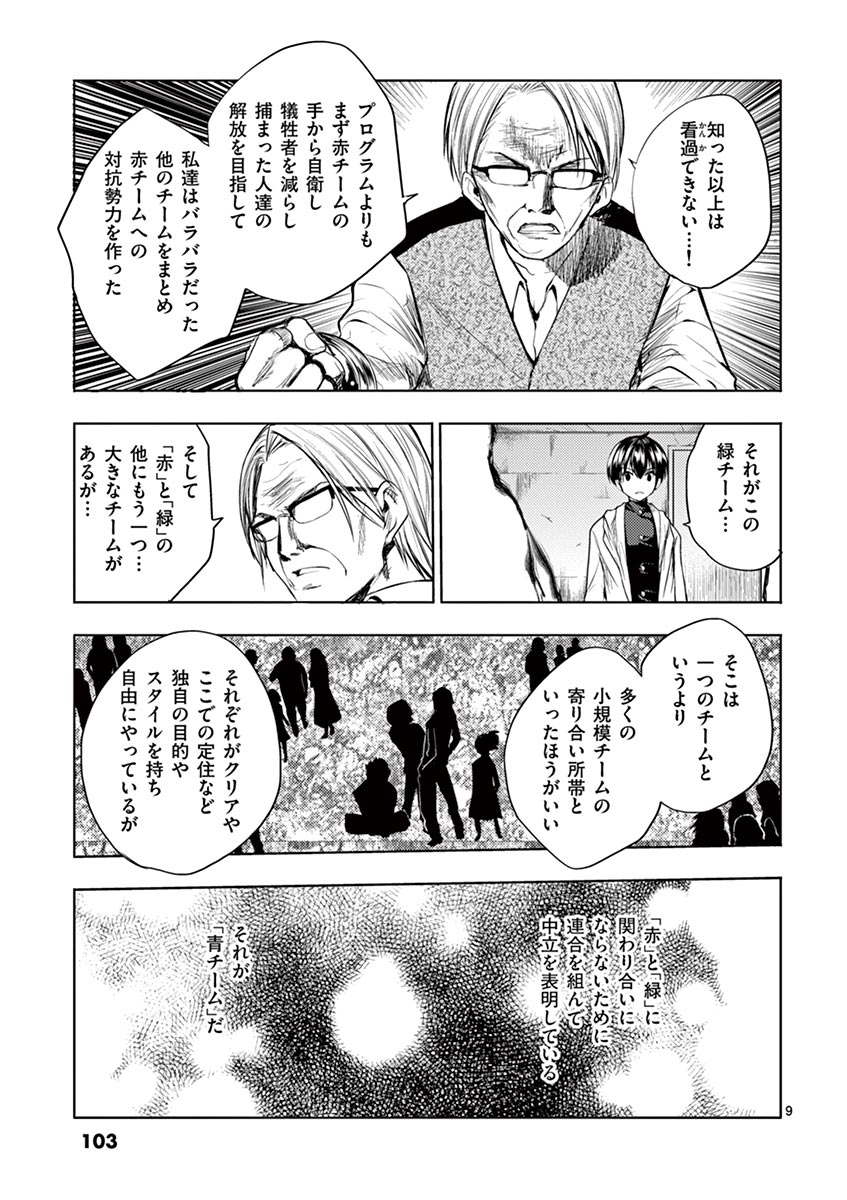 知った以上は
看過できない…！
かんか
プログラムよりも
まず赤チームの
手から自衛し
犠牲者を減らし
捕まった人達の
解放を目指して
私達はバラバラだった
他のチームをまとめ
赤チームへの
対抗勢力を作った
それがこの
緑チーム…
そして
「赤」と「緑」の
他にもう一つ…
大きなチームが
あるが…
そこは
一つのチームと
いうより
多くの
小規模チームの
寄り合い所帯と
いったほうがいい
それぞれがクリアや
ここでの定住など
独自の目的や
スタイルを持ち
自由にやっているが
「赤」と「緑」に
関わり合いに
ならないために
連合を組んで
中立を表明している
それが
「青チーム」だ
9
103